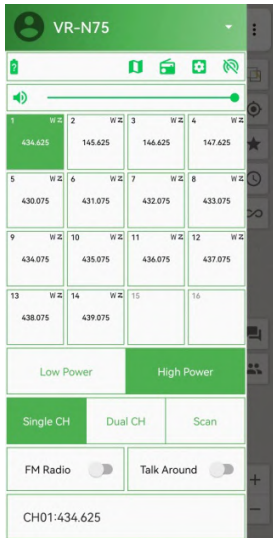 VR-N75
1 W Z 2 W Z 3 W Z 4 W Z
434.625 145.625 146.625 147.625
5 W Z 6 W Z 7 W Z 8 W Z
430.075 431.075 432.075 433.075
9 W Z 10 W Z 11 W Z 12 W Z
434.075 435.075 436.075 437.075
13 W Z 14 W Z 15 16
438.075 439.075
Low Power High Power
Single CH Dual CH Scan
FM Radio Talk Around
CH01:434.625